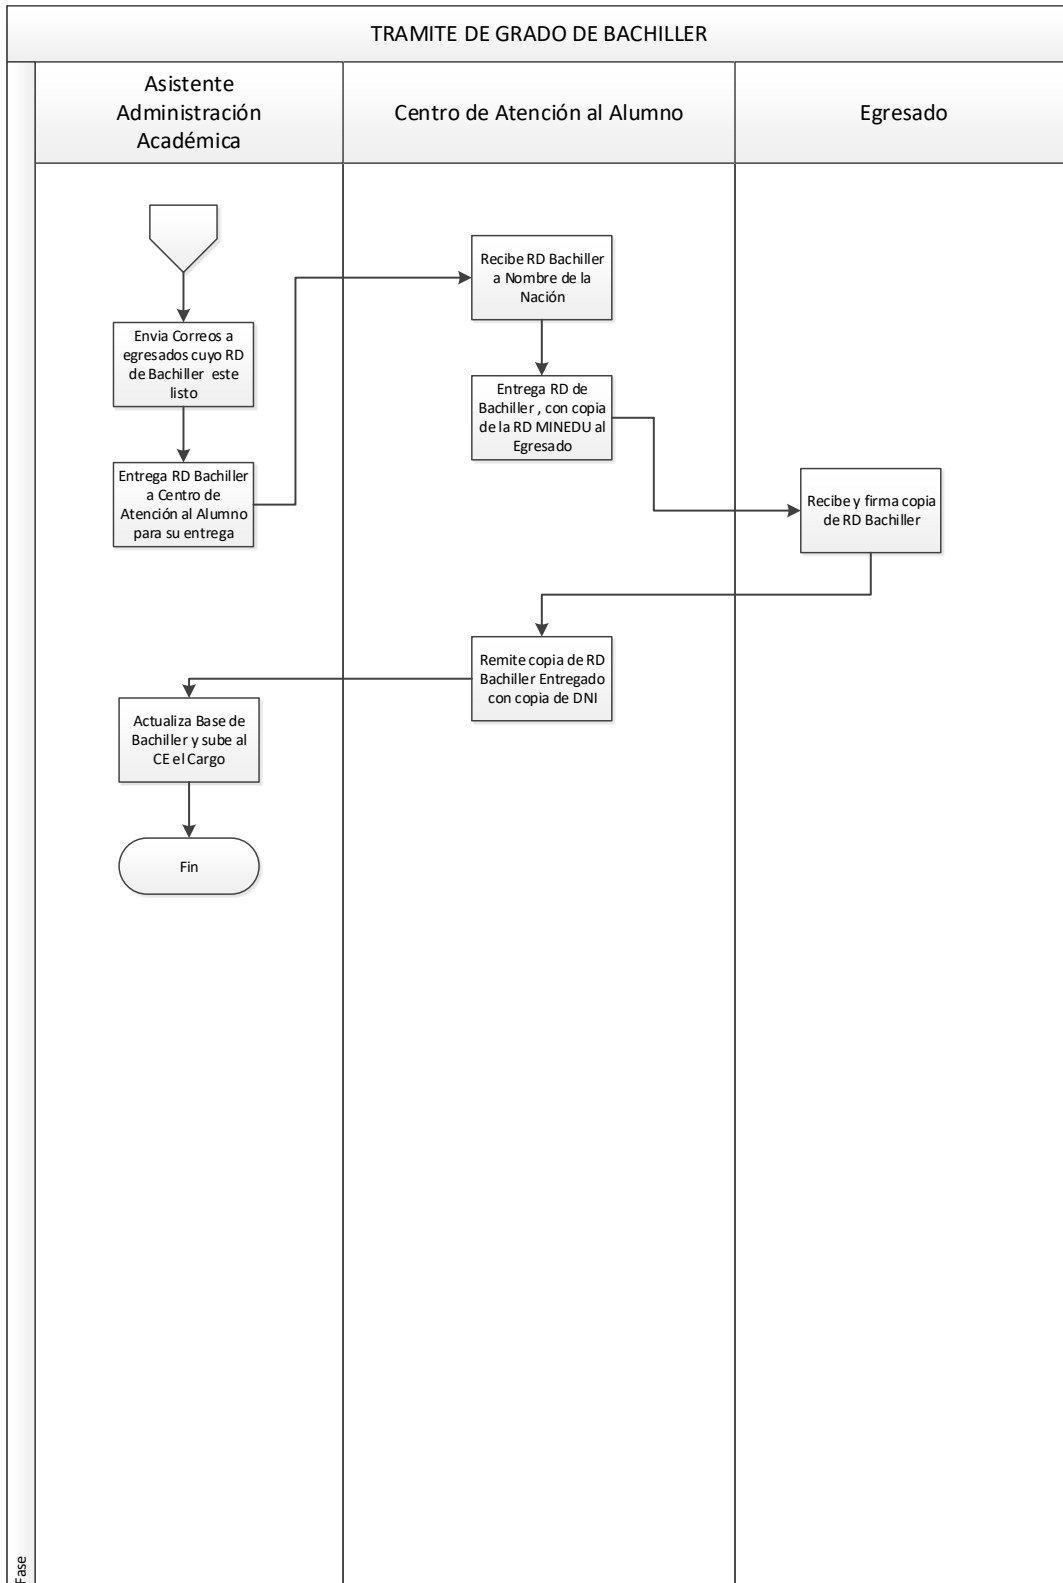 TRAMITE DE GRADO DE BACHILLER
Asistente
Administración
Académica
Centro de Atención al Alumno
Egresado
Envia Correos a
egresados cuyo RD
de Bachiller este
listo
Entrega RD Bachiller
a Centro de
Atención al Alumno
para su entrega
Recibe RD Bachiller
a Nombre de la
Nación
Entrega RD de
Bachiller , con copia
de la RD MINEDU al
Egresado
Recibe y firma copia
de RD Bachiller
Remite copia de RD
Bachiller Entregado
con copia de DNI
Actualiza Base de
Bachiller y sube al
CE el Cargo
Fin
Fase